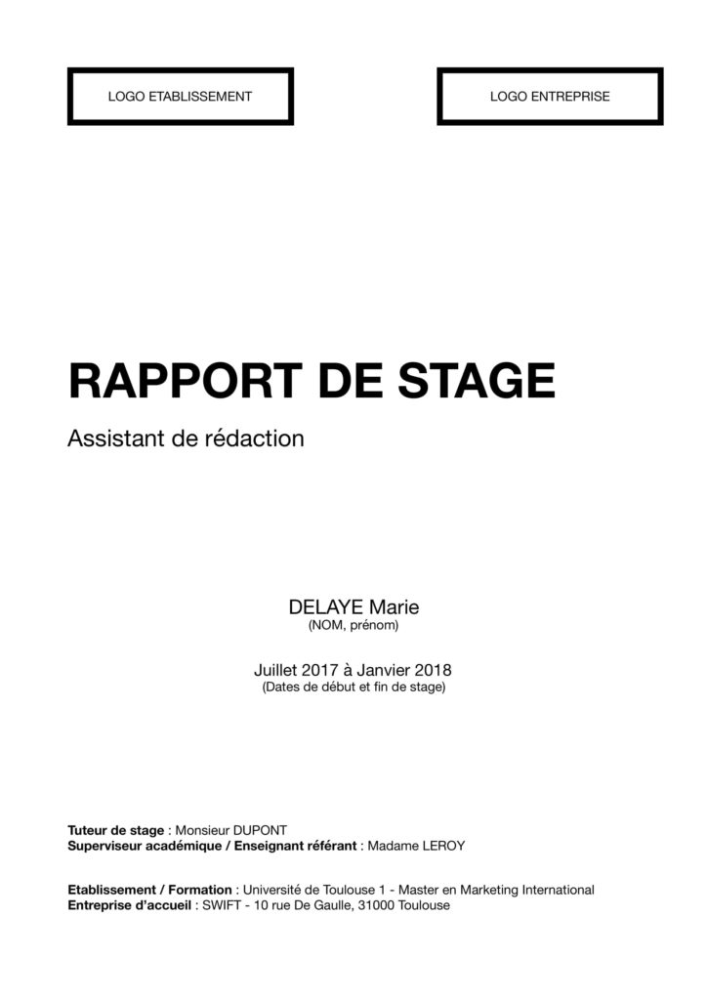 LOGO ETABLISSEMENT
LOGO ENTREPRISE
RAPPORT DE STAGE
Assistant de rédaction
DELAYE Marie
(NOM, prénom)
Juillet 2017 à Janvier 2018
(Dates de début et fin de stage)
Tuteur de stage : Monsieur DUPONT
Superviseur académique / Enseignant référant : Madame LEROY
Etablissement / Formation : Université de Toulouse 1 - Master en Marketing International
Entreprise d’accueil : SWIFT - 10 rue De Gaulle, 31000 Toulouse